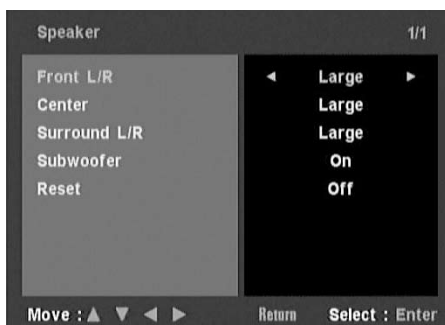 Speaker 1/1
Front L/R ◄ Large ►
Center Large
Surround L/R Large
Subwoofer On
Reset Off
Move : ▲ ▼ ◄ ► Return Select : Enter